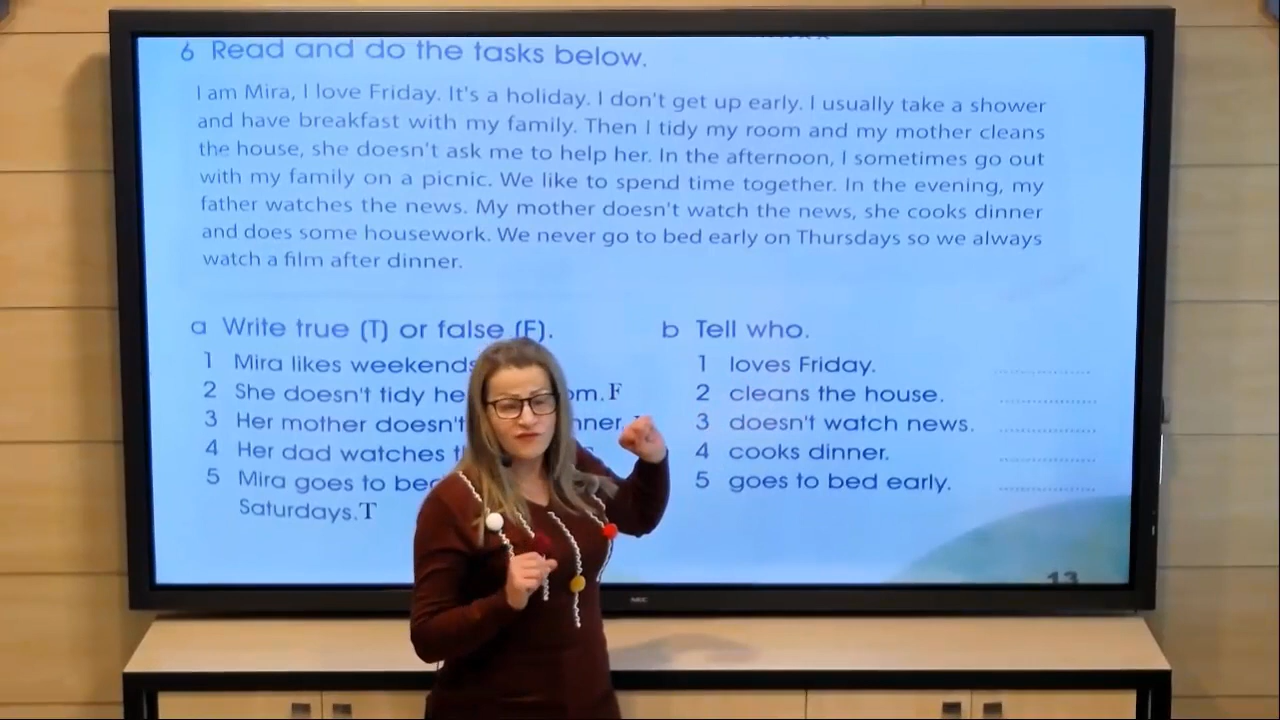 6 Read and do the tasks below.
I am Mira, I love Friday. It's a holiday. I don't get up early. I usually take a shower
and have breakfast with my family. Then I tidy my room and my mother cleans
the house, she doesn't ask me to help her. In the afternoon, I sometimes go out
with my family on a picnic. We like to spend time together. In the evening, my
father watches the news. My mother doesn't watch the news, she cooks dinner
and does some housework. We never go to bed early on Thursdays so we always
watch a film after dinner.
a Write true (T) or false (F).
1 Mira likes weekends
2 She doesn't tidy om. F
3 Her mother doesn't
4 Her dad watches
5 Mira goes to
Saturdays. T
b Tell who.
1 loves Friday. ....................
2 cleans the house. ....................
3 doesn't watch news. ....................
4 cooks dinner. ....................
5 goes to bed early. ....................
13
NEC